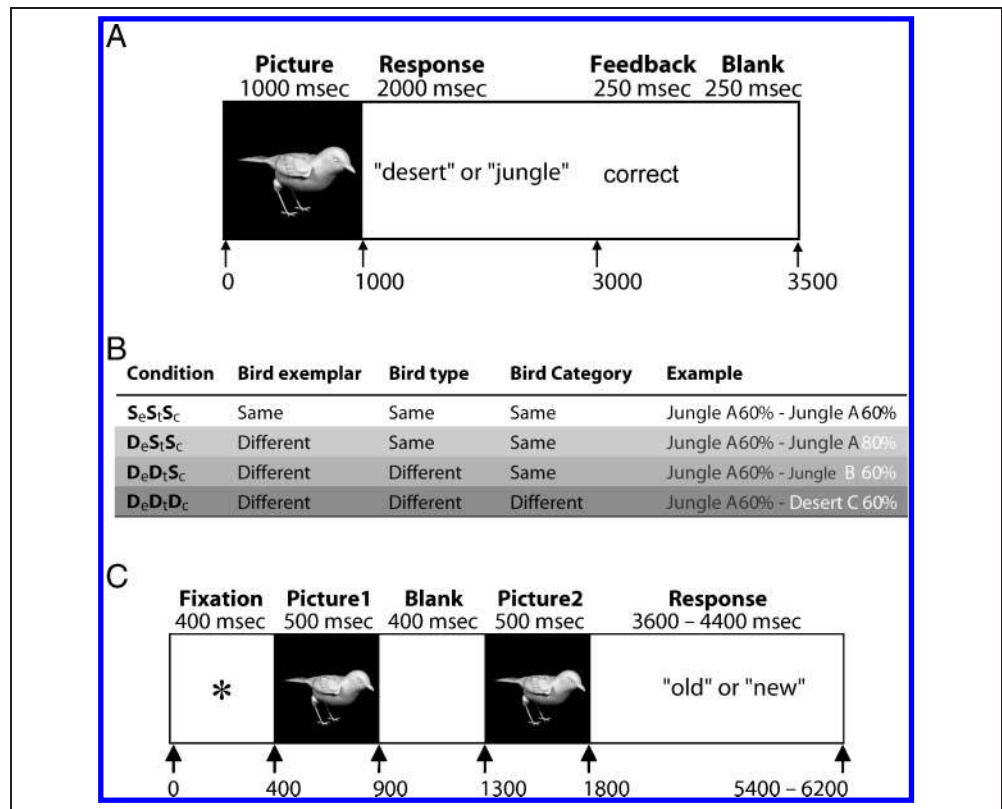 A
Picture Response Feedback Blank
1000 msec 2000 msec 250 msec 250 msec
"desert" or "jungle" correct
0 1000 3000 3500
B
Condition Bird exemplar Bird type Bird Category Example
SeStSc Same Same Same Jungle A60% - Jungle A60%
DeStSc Different Same Same Jungle A60% - Jungle A80%
DeDtSc Different Different Same Jungle A60% - Jungle B 60%
DeDtDc Different Different Different Jungle A60% - Desert C 60%
C
Fixation Picture1 Blank Picture2 Response
400 msec 500 msec 400 msec 500 msec 3600 – 4400 msec
* "old" or "new"
0 400 900 1300 1800 5400 – 6200